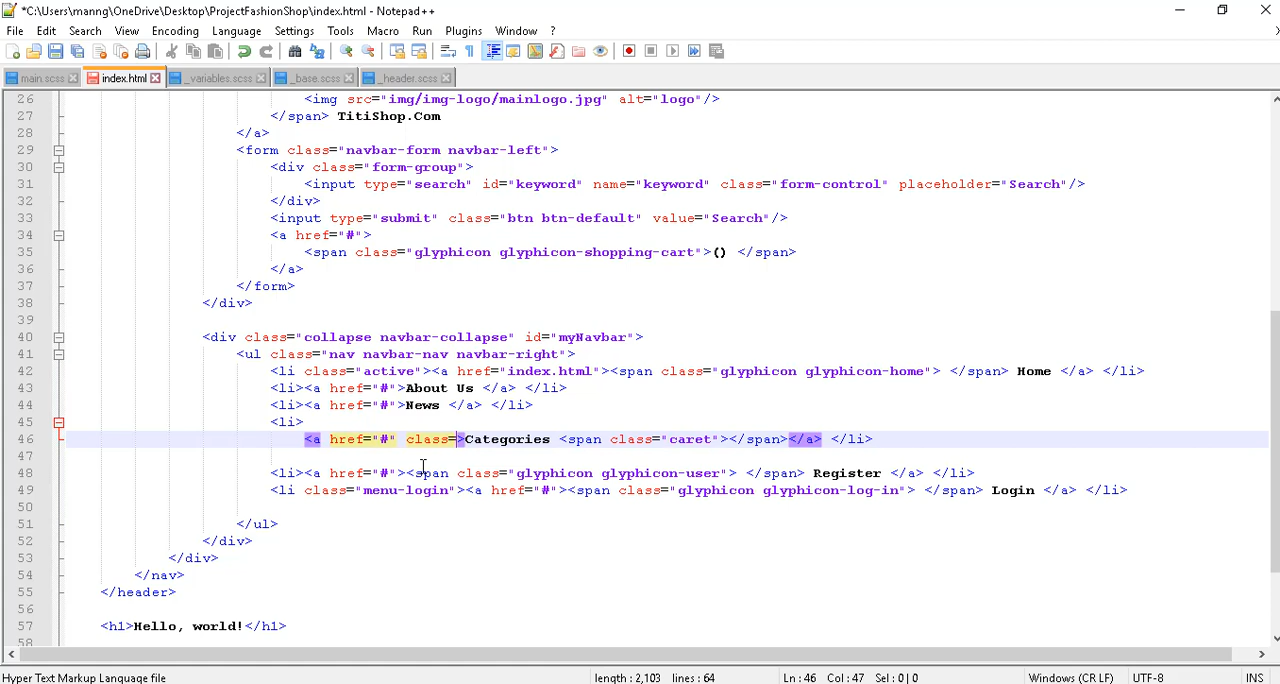 *C:\Users\manng\OneDrive\Desktop\ProjectFashionShop\index.html - Notepad++
File Edit Search View Encoding Language Settings Tools Macro Run Plugins Window ?
main.scss index.html _variables.scss _base.scss _header.scss
26 <img src="img/img-logo/mainlogo.jpg" alt="logo"/>
27 </span> TitiShop.Com
28 </a>
29 <form class="navbar-form navbar-left">
30 <div class="form-group">
31 <input type="search" id="keyword" name="keyword" class="form-control" placeholder="Search"/>
32 </div>
33 <input type="submit" class="btn btn-default" value="Search"/>
34 <a href="#">
35 <span class="glyphicon glyphicon-shopping-cart">() </span>
36 </a>
37 </form>
38 </div>
39
40 <div class="collapse navbar-collapse" id="myNavbar">
41 <ul class="nav navbar-nav navbar-right">
42 <li class="active"><a href="index.html"><span class="glyphicon glyphicon-home"> </span> Home </a> </li>
43 <li><a href="#">About Us </a> </li>
44 <li><a href="#">News </a> </li>
45 <li>
46 <a href="#" class=>Categories <span class="caret"></span></a> </li>
47
48 <li><a href="#"><span class="glyphicon glyphicon-user"> </span> Register </a> </li>
49 <li class="menu-login"><a href="#"><span class="glyphicon glyphicon-log-in"> </span> Login </a> </li>
50
51 </ul>
52 </div>
53 </div>
54 </nav>
55 </header>
56
57 <h1>Hello, world!</h1>
58
Hyper Text Markup Language file length : 2,103 lines : 64 Ln : 46 Col : 47 Sel : 0 | 0 Windows (CR LF) UTF-8 INS